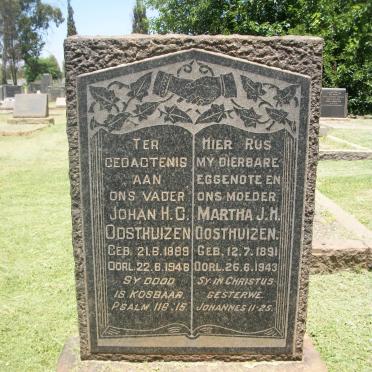 TER
GEDAGTENIS
AAN
ONS VADER
JOHAN H.C.
OOSTHUIZEN
GEB. 21.8.1889
OORL. 22.6.1948
SY DOOD
IS KOSBAAR
PSALM 116:15
HIER RUS
MY DIERBARE
EGGENOTE EN
ONS MOEDER
MARTHA J.H.
OOSTHUIZEN.
GEB. 12.7.1891
OORL. 26.6.1943
SY IN CHRISTUS
GESTERWE.
JOHANNES 11-25.